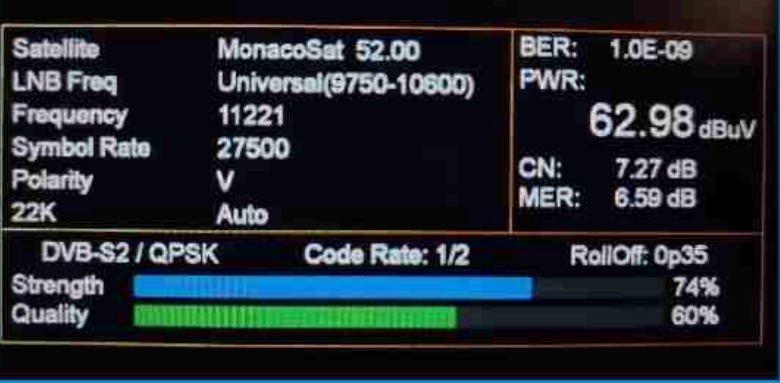 Satellite MonacoSat 52.00
LNB Freq Universal(9750-10600)
Frequency 11221
Symbol Rate 27500
Polarity V
22K Auto
BER: 1.0E-09
PWR:
62.98 dBuV
CN: 7.27 dB
MER: 6.59 dB
DVB-S2 / QPSK Code Rate: 1/2 RollOff: 0p35
Strength 74%
Quality 60%